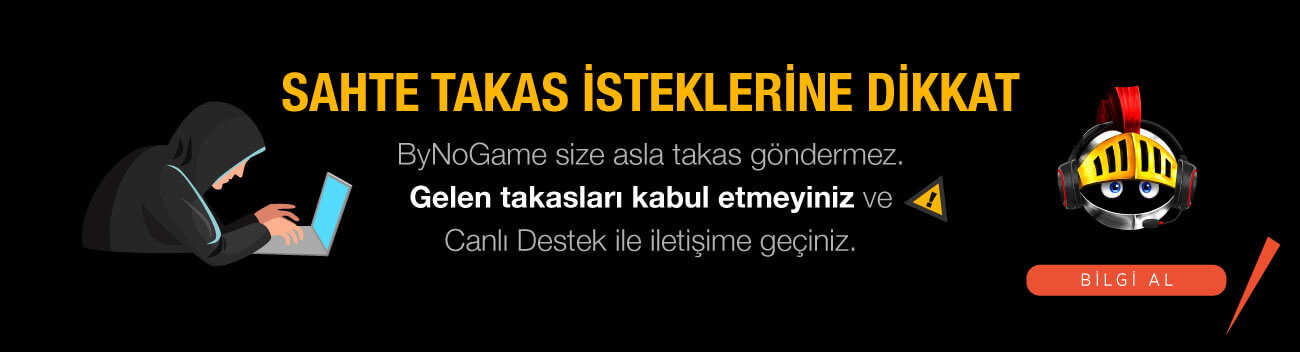 SAHTE TAKAS İSTEKLERİNE DİKKAT
ByNoGame size asla takas göndermez.
Gelen takasları kabul etmeyiniz ve
Canlı Destek ile iletişime geçiniz.
BİLGİ AL